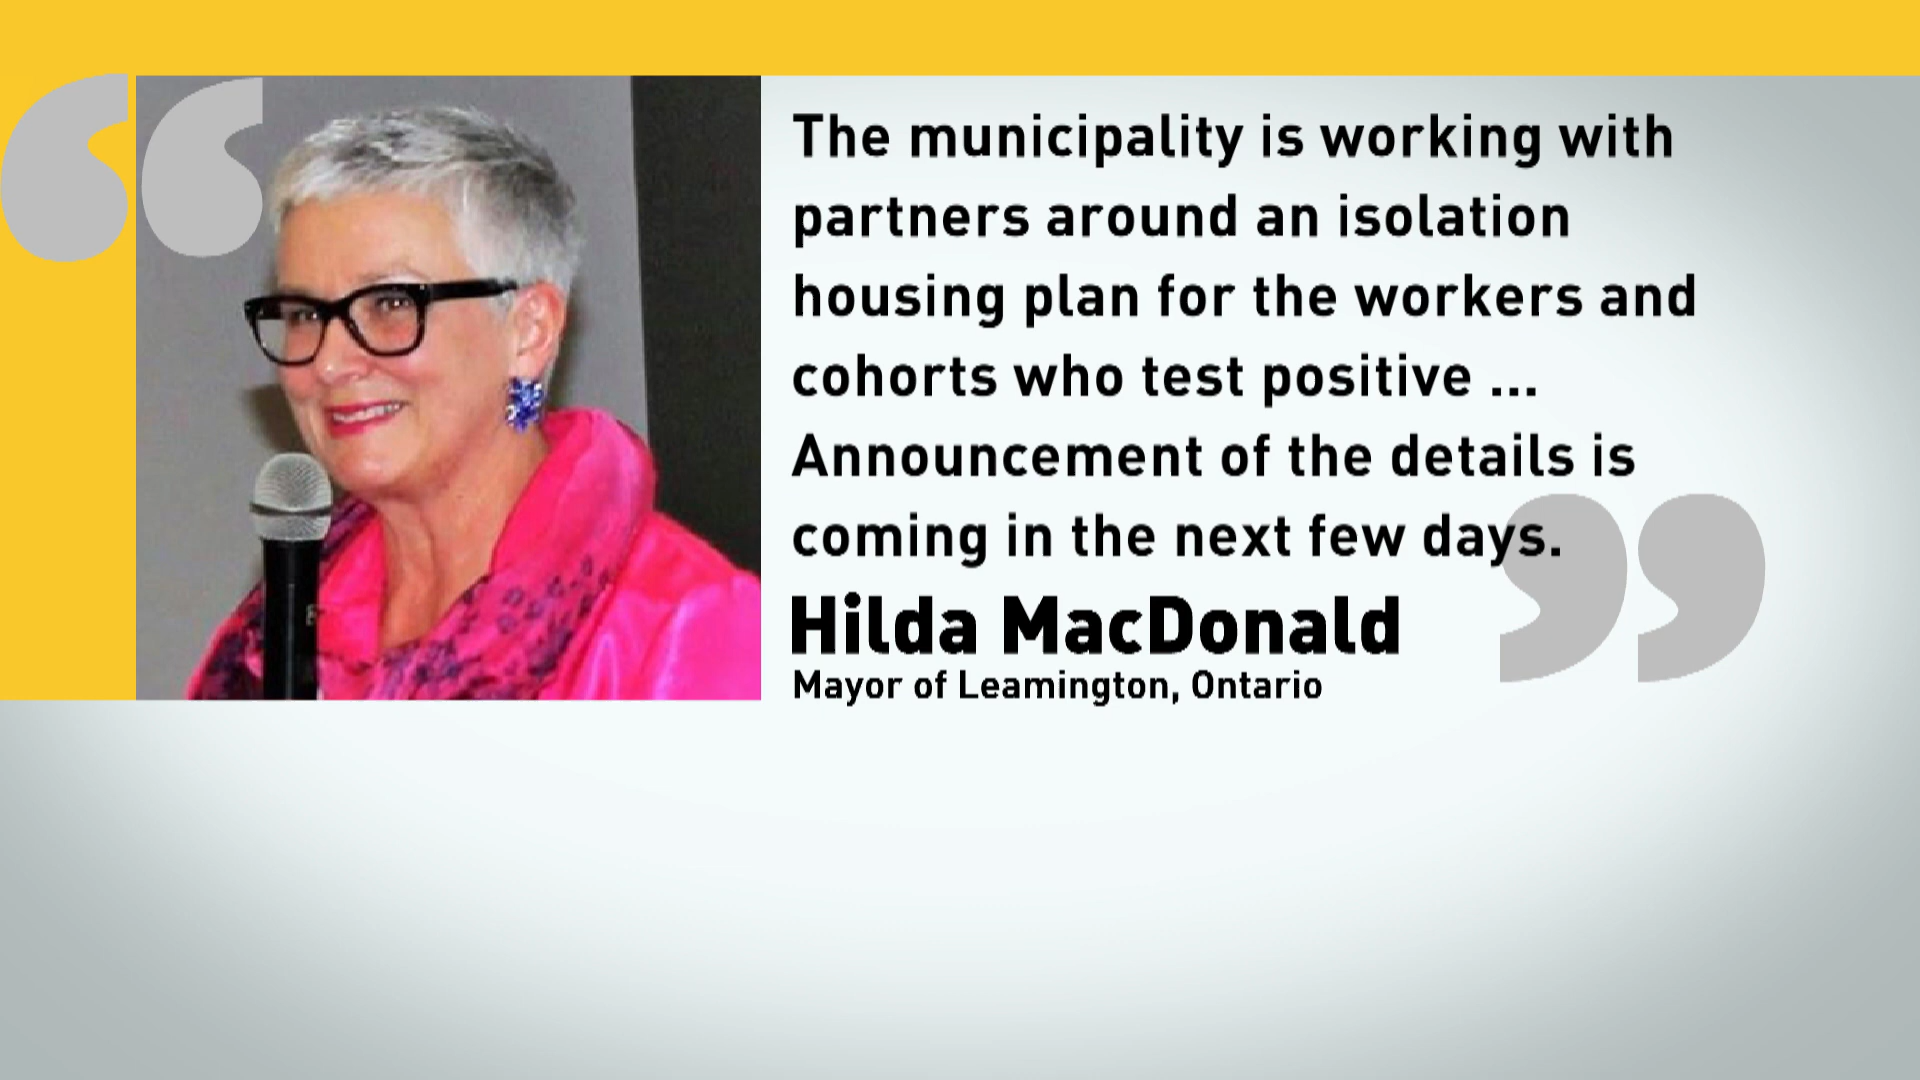 The municipality is working with
partners around an isolation
housing plan for the workers and
cohorts who test positive ...
Announcement of the details is
coming in the next few days.
Hilda MacDonald
Mayor of Leamington, Ontario